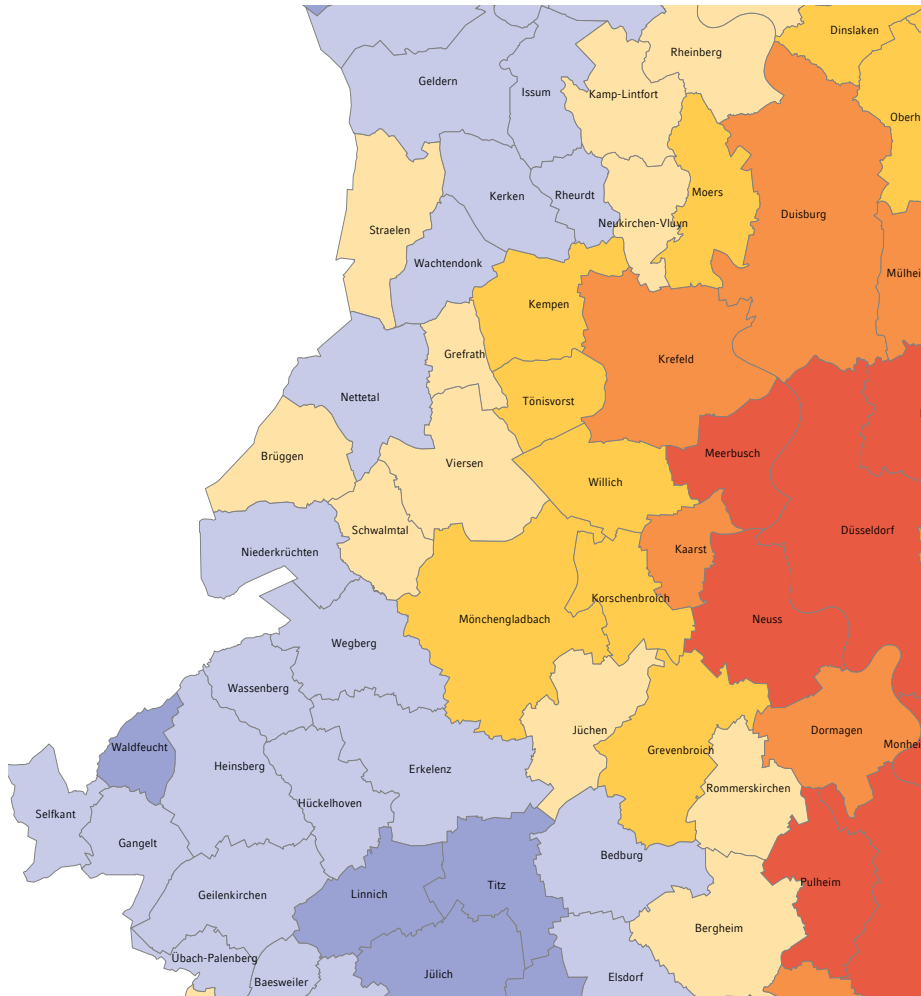 Dinslaken
Rheinberg
Geldern
Issum
Kamp-Lintfort
Oberh
Kerken
Rheurdt
Moers
Duisburg
Neukirchen-Vluyn
Straelen
Wachtendonk
Mülhei
Kempen
Grefrath
Krefeld
Nettetal
Tönisvorst
Brüggen
Viersen
Meerbusch
Willich
Schwalmtal
Düsseldorf
Niederkrüchten
Kaarst
Korschenbroich
Mönchengladbach
Neuss
Wegberg
Wassenberg
Jüchen
Dormagen
Waldfeucht
Grevenbroich
Monhei
Heinsberg
Erkelenz
Rommerskirchen
Hückelhoven
Selfkant
Gangelt
Bedburg
Pulheim
Titz
Linnich
Geilenkirchen
Bergheim
Übach-Palenberg
Jülich
Elsdorf
Baesweiler